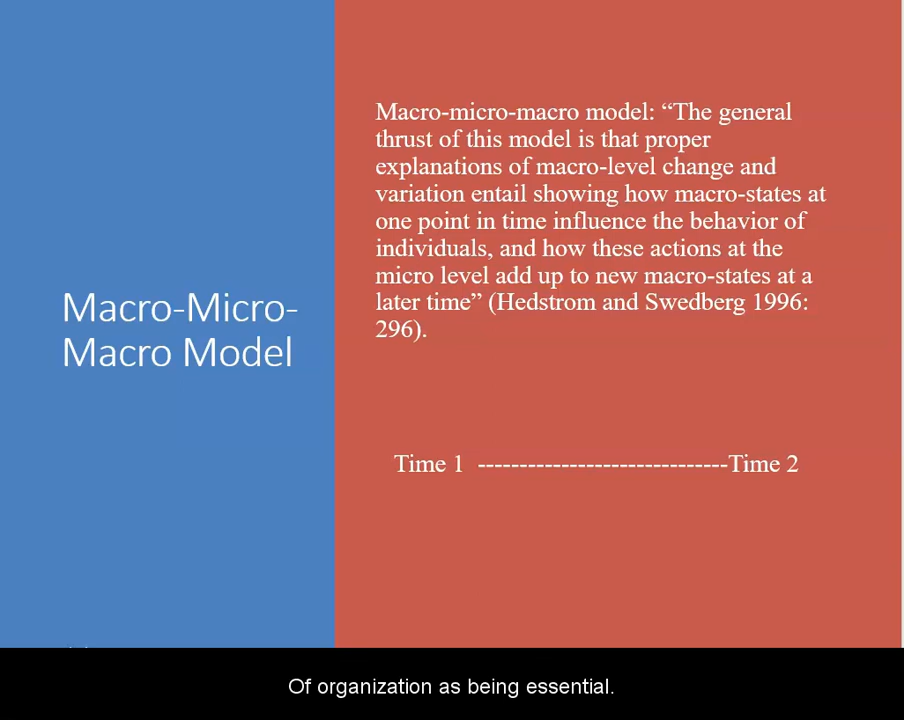 Macro-Micro-
Macro Model
Macro-micro-macro model: “The general
thrust of this model is that proper
explanations of macro-level change and
variation entail showing how macro-states at
one point in time influence the behavior of
individuals, and how these actions at the
micro level add up to new macro-states at a
later time” (Hedstrom and Swedberg 1996:
296).
Time 1 ------------------------------Time 2
Of organization as being essential.